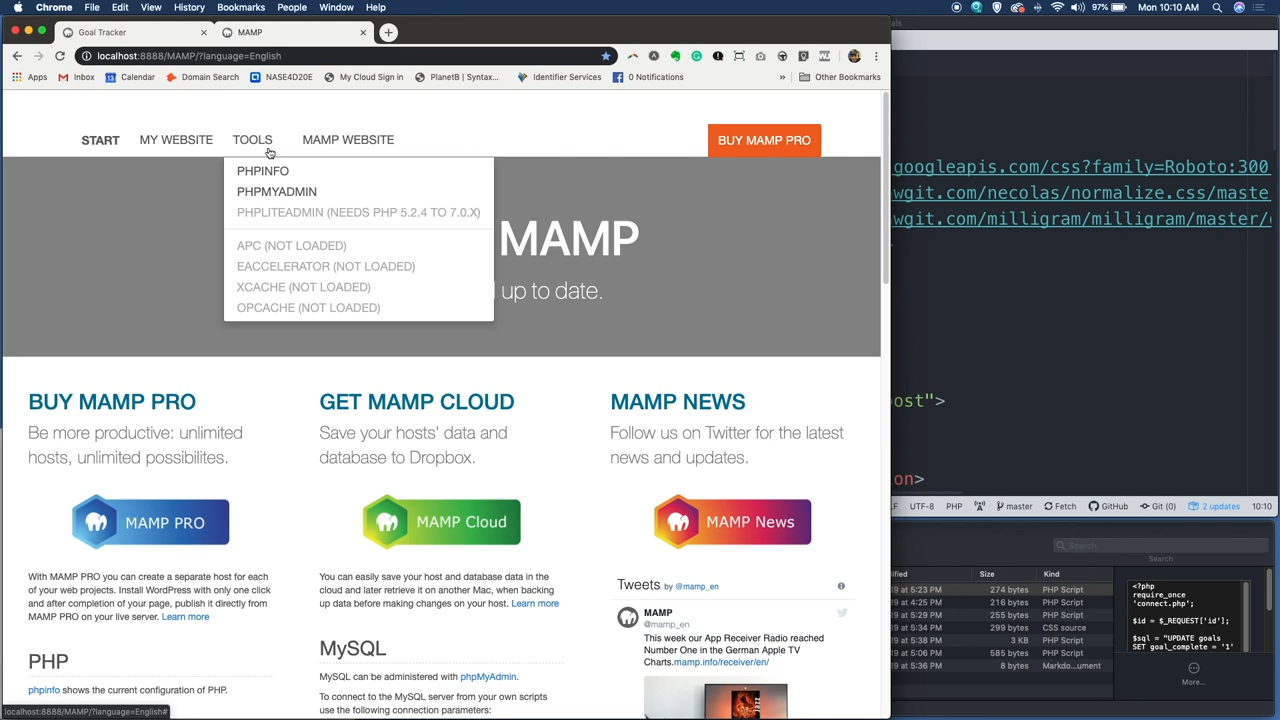 Chrome File Edit View History Bookmarks People Window Help
97% Mon 10:10 AM
Goal Tracker
MAMP
localhost:8888/MAMP/?language=English
Apps Inbox Calendar Domain Search NASE4D20E My Cloud Sign in PlanetB | Syntax... Identifier Services 0 Notifications » Other Bookmarks
START MY WEBSITE TOOLS MAMP WEBSITE BUY MAMP PRO
PHPINFO
PHPMYADMIN
PHPLITEADMIN (NEEDS PHP 5.2.4 TO 7.0.X)
APC (NOT LOADED)
EACCELERATOR (NOT LOADED)
XCACHE (NOT LOADED)
OPCACHE (NOT LOADED)
MAMP
up to date.
BUY MAMP PRO
Be more productive: unlimited
hosts, unlimited possibilites.
MAMP PRO
With MAMP PRO you can create a separate host for each
of your web projects. Install WordPress with only one click
and after completion of your page, publish it directly from
MAMP PRO on your live server. Learn more
PHP
phpinfo shows the current configuration of PHP.
localhost:8888/MAMP/?language=English#
GET MAMP CLOUD
Save your hosts' data and
database to Dropbox.
MAMP Cloud
You can easily save your host and database data in the
cloud and later retrieve it on another Mac, when backing
up data before making changes on your host. Learn more
MySQL
MySQL can be administered with phpMyAdmin.
To connect to the MySQL server from your own scripts
use the following connection parameters:
MAMP NEWS
Follow us on Twitter for the latest
news and updates.
MAMP News
Tweets by @mamp_en
MAMP
@mamp_en
This week our App Receiver Radio reached
Number One in the German Apple TV
Charts.mamp.info/receiver/en/
als
googleapis.com/css?family=Roboto:300
wgit.com/necolas/normalize.css/maste
wgit.com/milligram/milligram/master/
ost">
on>
LF UTF-8 PHP master Fetch GitHub Git (0) 2 updates 10:10
Search
Search
ified Size Kind
at 5:23 PM 274 bytes PHP Script
at 4:25 PM 216 bytes PHP Script
at 5:29 PM 255 bytes PHP Script
at 5:34 PM 299 bytes CSS source
at 5:33 PM 3 KB PHP Script
at 5:06 PM 585 bytes PHP Script
at 5:36 PM 8 bytes Markdo...ument
<?php
require_once
'connect.php';
$id = $_REQUEST['id'];
$sql = "UPDATE goals
SET goal_complete = '1'
More...